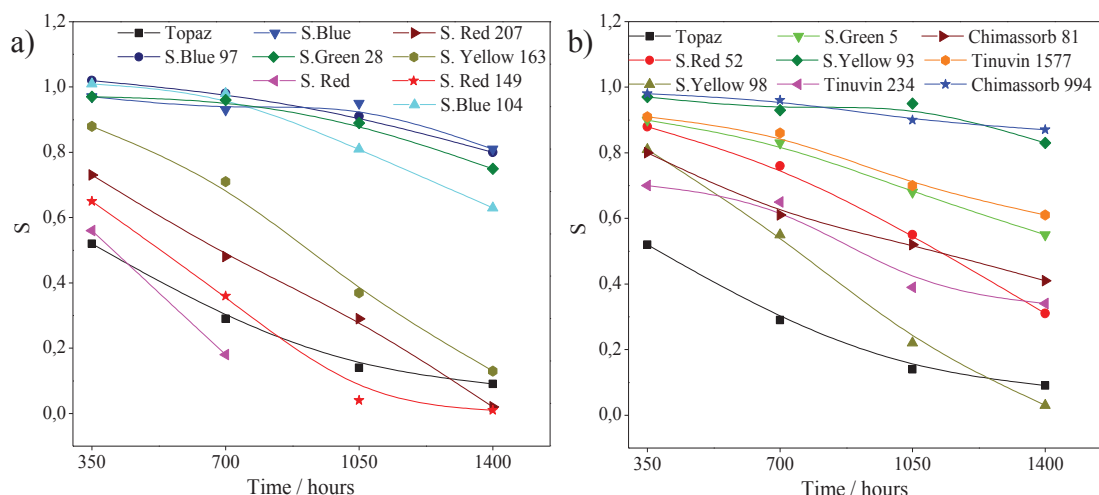 a)
Topaz S.Blue S. Red 207
S.Blue 97 S.Green 28 S. Yellow 163
S. Red S. Red 149
S.Blue 104
1,2
1,0
0,8
0,6
0,4
0,2
0,0
S
350 700 1050 1400
Time / hours
b)
Topaz S.Green 5 Chimassorb 81
S.Red 52 S.Yellow 93 Tinuvin 1577
S.Yellow 98 Tinuvin 234 Chimassorb 994
1,2
1,0
0,8
0,6
0,4
0,2
0,0
S
350 700 1050 1400
Time / hours